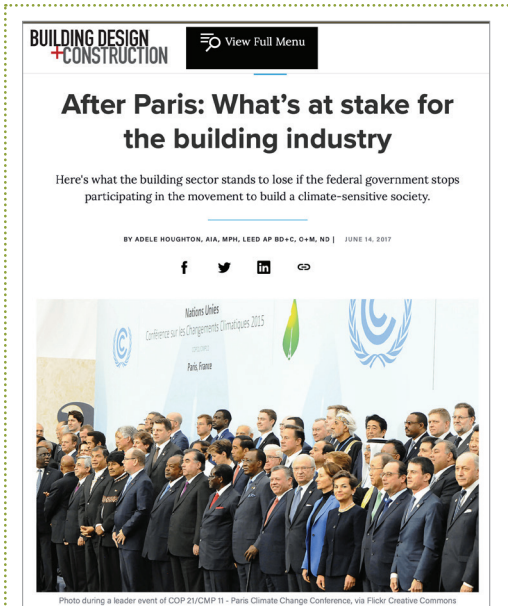 BUILDING DESIGN
+CONSTRUCTION
View Full Menu
After Paris: What's at stake for
the building industry
Here's what the building sector stands to lose if the federal government stops
participating in the movement to build a climate-sensitive society.
BY ADELE HOUGHTON, AIA, MPH, LEED AP BD+C, O+M, ND | JUNE 14, 2017
Nations Unies
Conférence sur les Changements Climatiques 2015
COP21/CMP11
Paris, France
Photo during a leader event of COP 21/CMP 11 - Paris Climate Change Conference, via Flickr Creative Commons